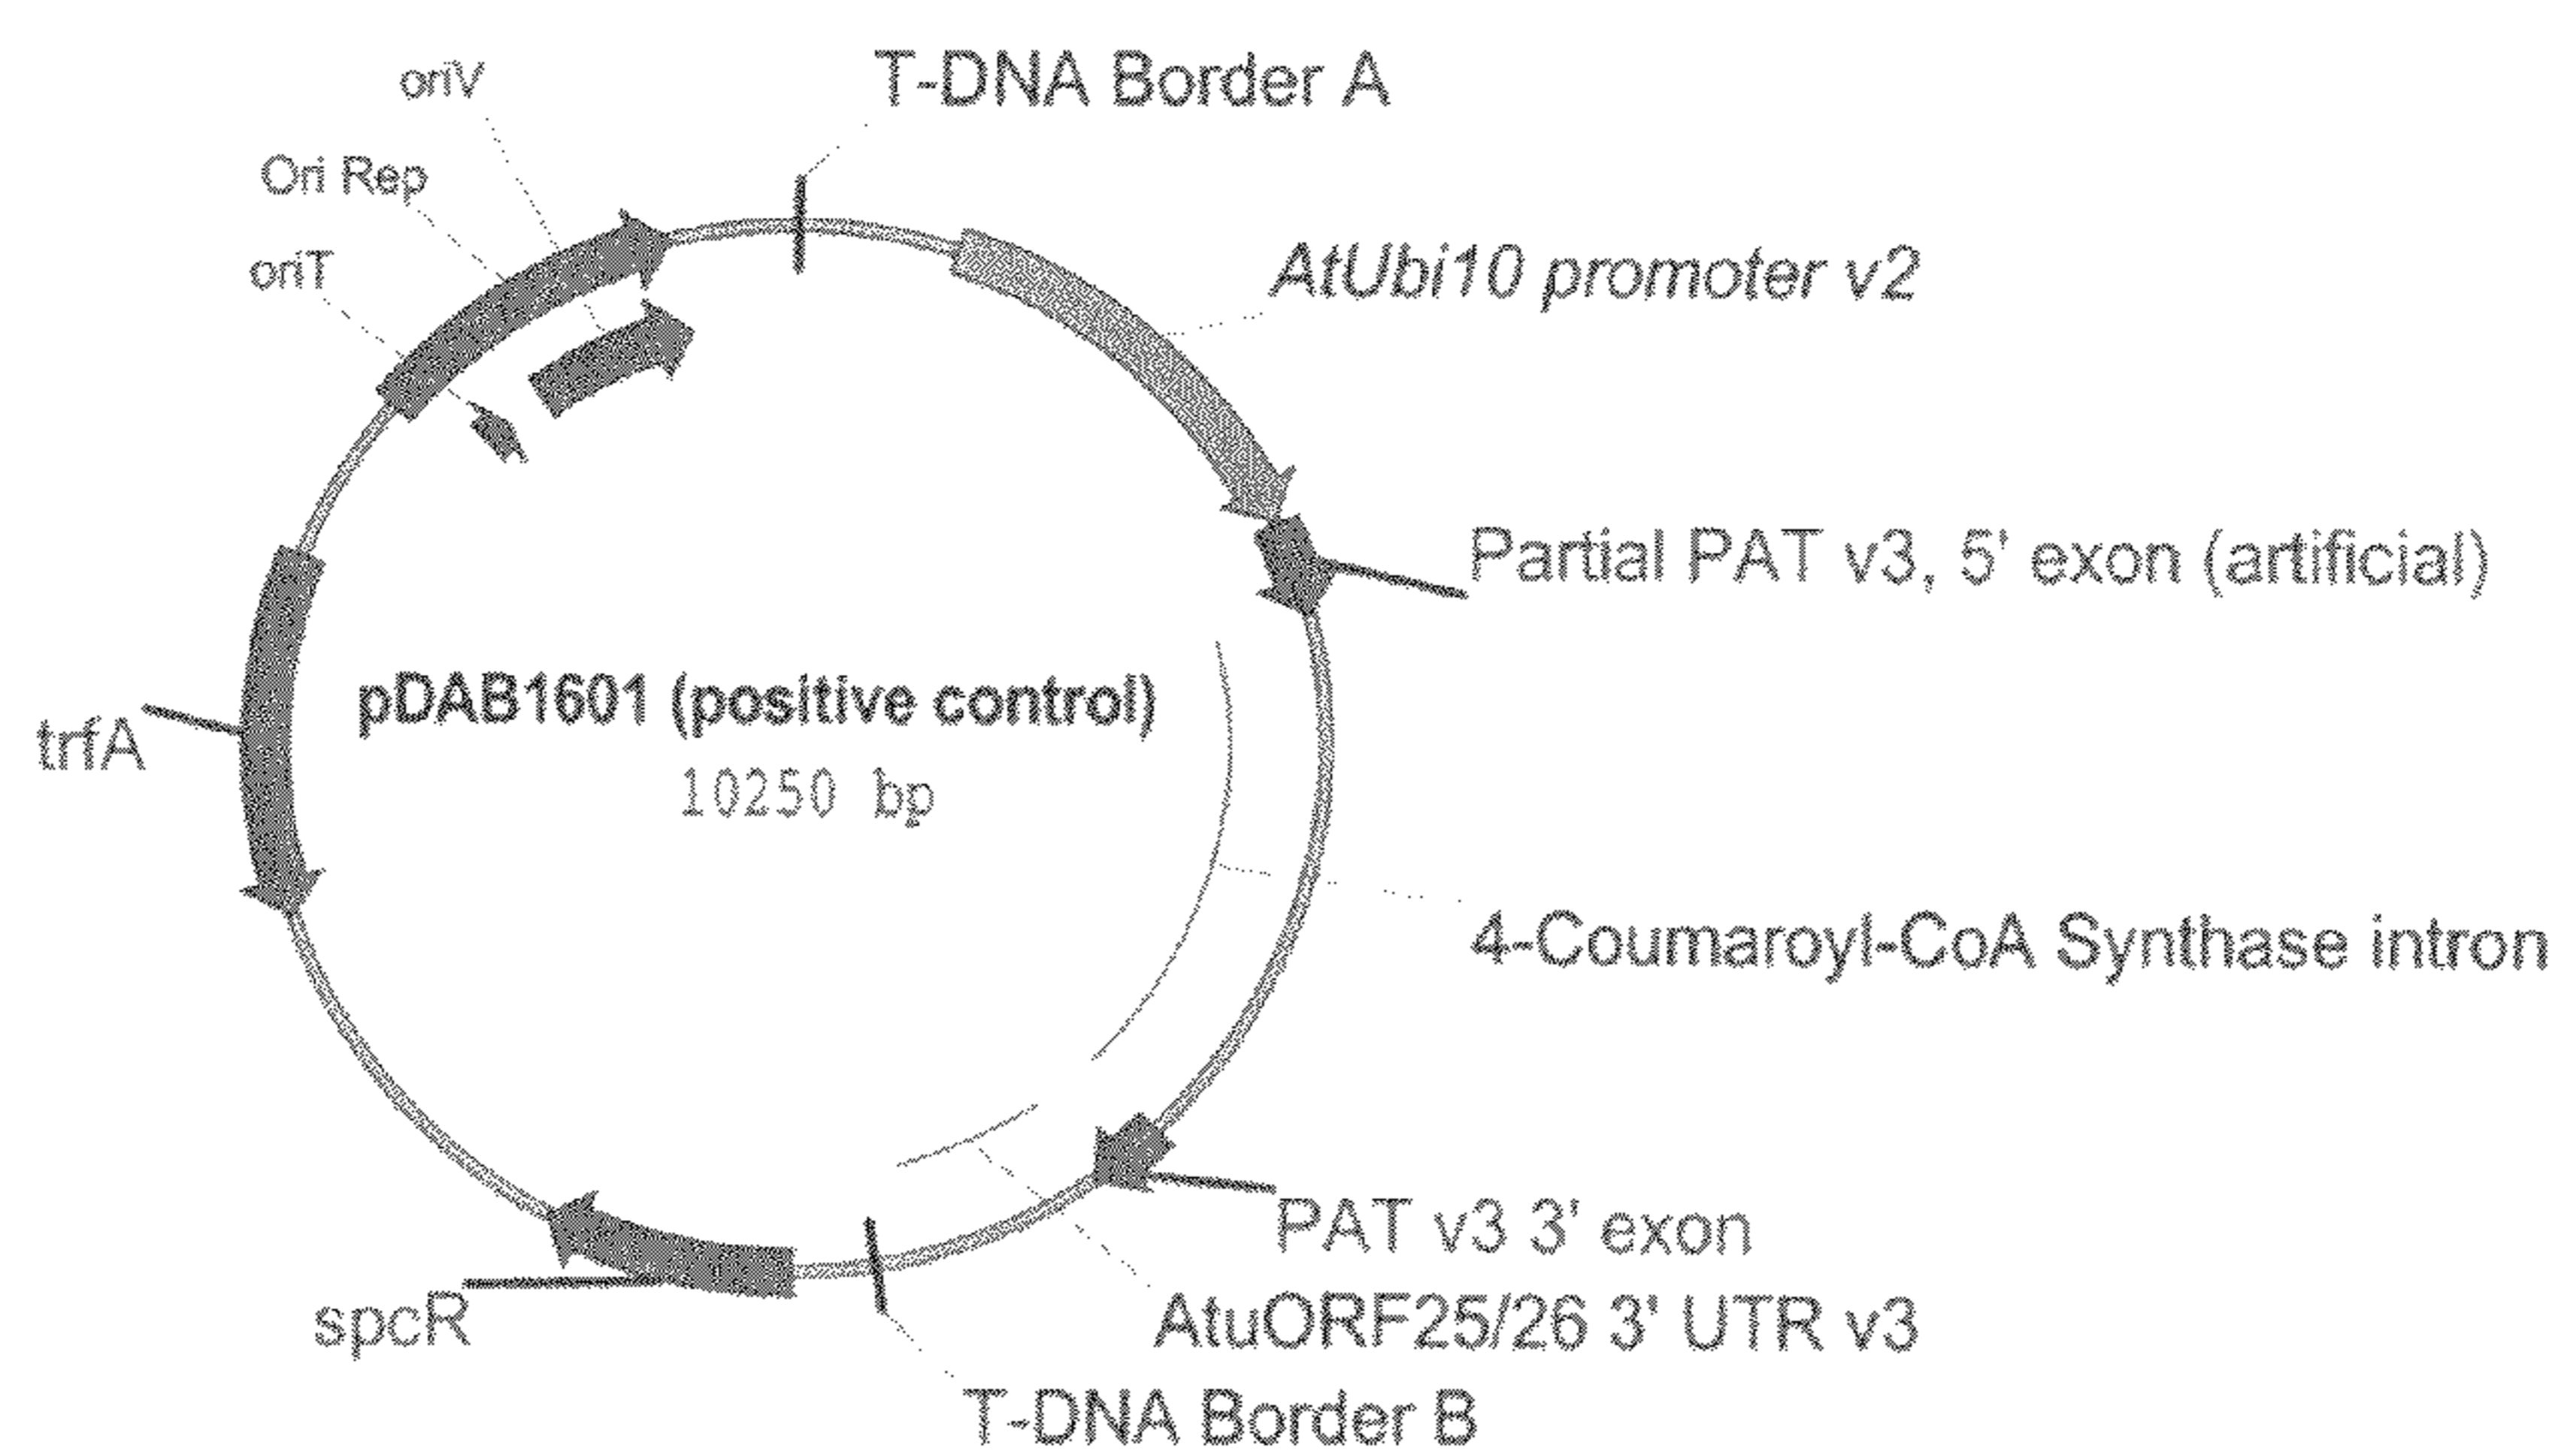 oriV
T-DNA Border A
Ori Rep
oriT
AtUbi10 promoter v2
Partial PAT v3, 5' exon (artificial)
pDAB1601 (positive control)
trfA
10250 bp
4-Coumaroyl-CoA Synthase intron
PAT v3 3' exon
spcR
AtuORF25/26 3' UTR v3
T-DNA Border B